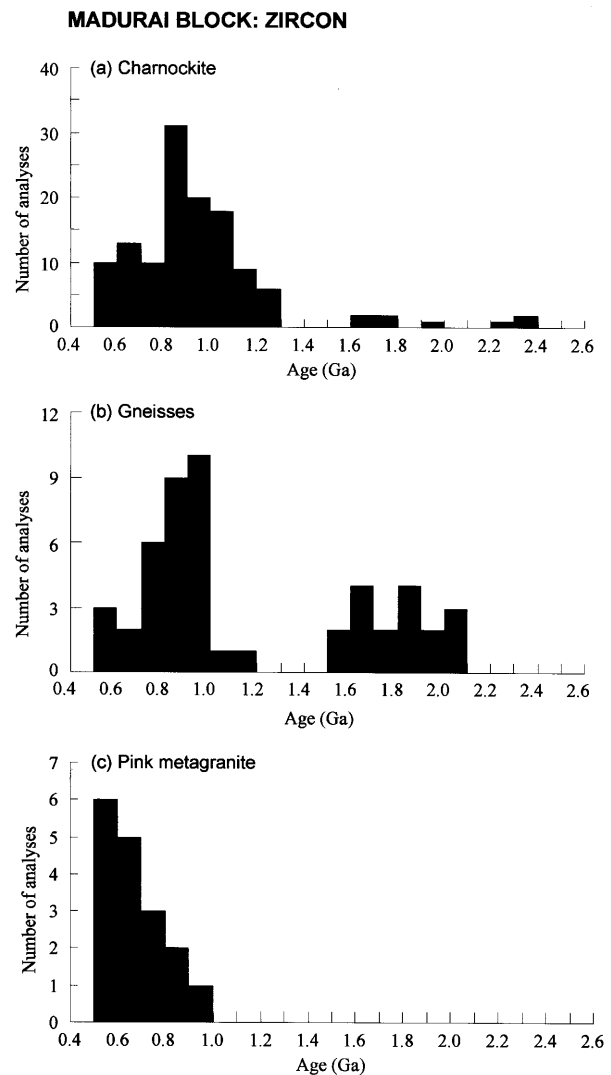 MADURAI BLOCK: ZIRCON
(a) Charnockite
40
30
20
10
0
Number of analyses
0.4 0.6 0.8 1.0 1.2 1.4 1.6 1.8 2.0 2.2 2.4 2.6
Age (Ga)
(b) Gneisses
12
9
6
3
0
Number of analyses
0.4 0.6 0.8 1.0 1.2 1.4 1.6 1.8 2.0 2.2 2.4 2.6
Age (Ga)
(c) Pink metagranite
7
6
5
4
3
2
1
0
Number of analyses
0.4 0.6 0.8 1.0 1.2 1.4 1.6 1.8 2.0 2.2 2.4 2.6
Age (Ga)